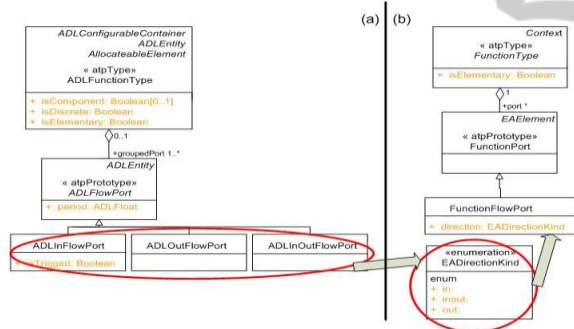 (a)
ADLConfigurableContainer
ADLEntity
AllocateableElement
« atpType»
ADLFunctionType
+ isComponent: Boolean[0..1]
+ isDiscrete: Boolean
+ isElementary: Boolean
0..1
+groupedPort 1..*
ADLEntity
« atpPrototype»
ADLFlowPort
+ period: ADLFloat
ADLInFlowPort
+ isTrigged: Boolean
ADLOutFlowPort
ADLInOutFlowPort
(b)
Context
« atpType»
FunctionType
+ isElementary: Boolean
1
+port *
EAElement
« atpPrototype»
FunctionPort
FunctionFlowPort
+ direction: EADirectionKind
«enumeration»
EADirectionKind
enum
+ in:
+ inout:
+ out: